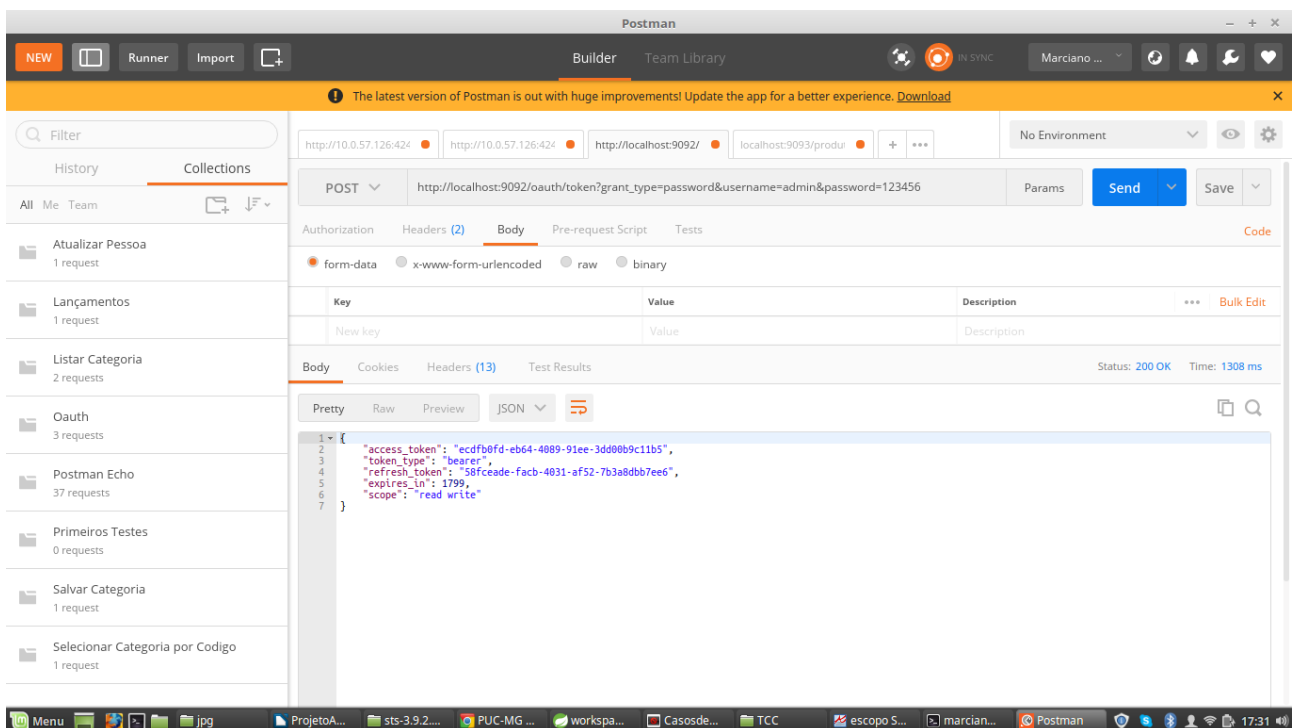 Postman
NEW Runner Import Builder Team Library IN SYNC Marciano ...
The latest version of Postman is out with huge improvements! Update the app for a better experience. Download
Filter
History Collections
All Me Team
Atualizar Pessoa
1 request
Lançamentos
1 request
Listar Categoria
2 requests
Oauth
3 requests
Postman Echo
37 requests
Primeiros Testes
0 requests
Salvar Categoria
1 request
Selecionar Categoria por Codigo
1 request
http://10.0.57.126:424 http://10.0.57.126:424 http://localhost:9092/ localhost:9093/produ + ••• No Environment
POST http://localhost:9092/oauth/token?grant_type=password&username=admin&password=123456 Params Send Save
Authorization Headers (2) Body Pre-request Script Tests Code
form-data x-www-form-urlencoded raw binary
Key Value Description ••• Bulk Edit
New key Value Description
Body Cookies Headers (13) Test Results Status: 200 OK Time: 1308 ms
Pretty Raw Preview JSON
1 {
2 "access_token": "ecdfb0fd-eb64-4089-91ee-3dd00b9c11b5",
3 "token_type": "bearer",
4 "refresh_token": "58fceade-facb-4031-af52-7b3a8dbb7ee6",
5 "expires_in": 1799,
6 "scope": "read write"
7 }
Menu jpg ProjetoA... sts-3.9.2.... PUC-MG ... workspa... Casosde... TCC escopo S... marcian... Postman 17:31